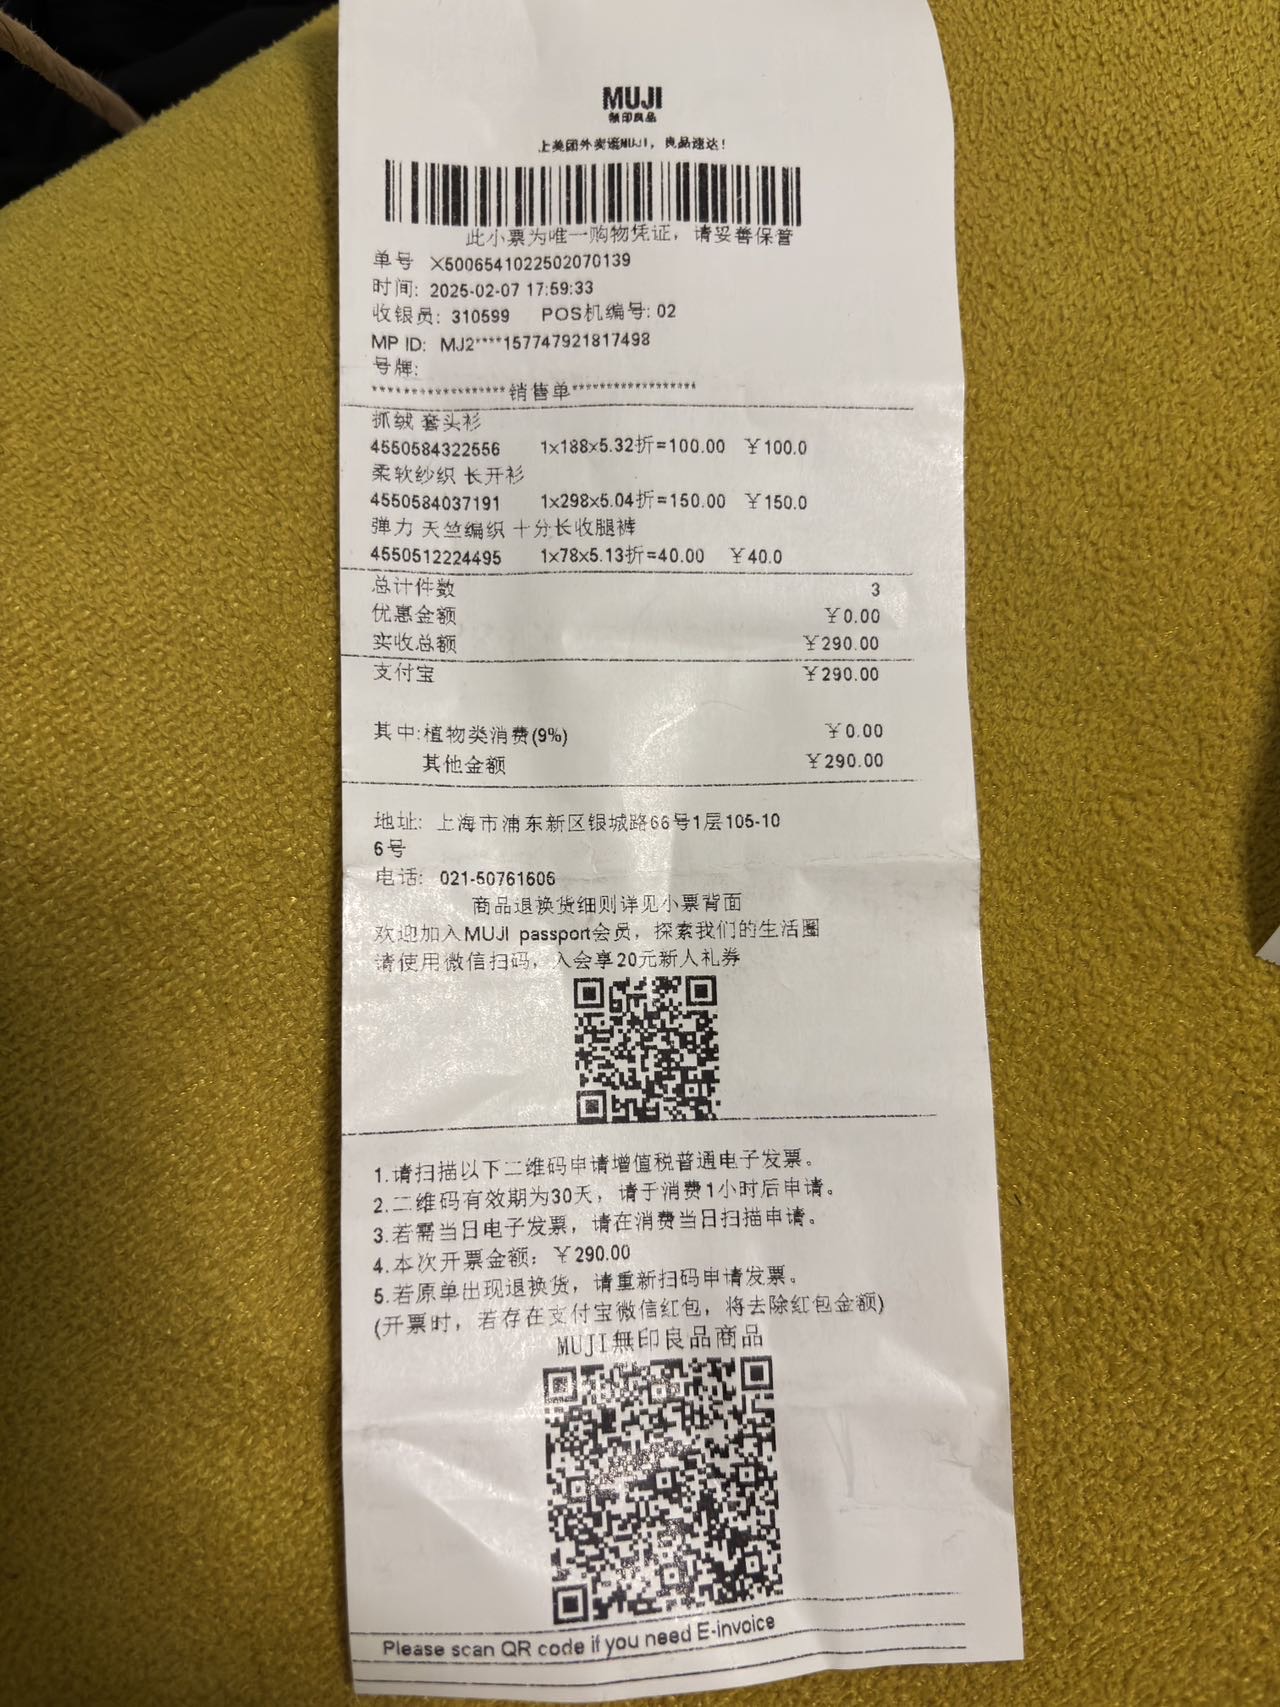 MUJI
無印良品
上美团外卖逛MUJI，良品速达！
此小票为唯一购物凭证，请妥善保管
单号 X5006541022502070139
时间: 2025-02-07 17:59:33
收银员: 310599 POS机编号: 02
MP ID: MJ2****157747921817498
号牌:
******************销售单******************
抓绒 套头衫
4550584322556 1x188x5.32折=100.00 ￥100.0
柔软纱织 长开衫
4550584037191 1x298x5.04折=150.00 ￥150.0
弹力 天竺编织 十分长收腿裤
4550512224495 1x78x5.13折=40.00 ￥40.0
总计件数 3
优惠金额 ￥0.00
实收总额 ￥290.00
支付宝 ￥290.00
其中:植物类消费(9%) ￥0.00
其他金额 ￥290.00
地址: 上海市浦东新区银城路66号1层105-10
6号
电话: 021-50761606
商品退换货细则详见小票背面
欢迎加入MUJI passport会员，探索我们的生活圈
请使用微信扫码，入会享20元新人礼券
1.请扫描以下二维码申请增值税普通电子发票。
2.二维码有效期为30天，请于消费1小时后申请。
3.若需当日电子发票，请在消费当日扫描申请。
4.本次开票金额：￥290.00
5.若原单出现退换货，请重新扫码申请发票。
(开票时，若存在支付宝微信红包，将去除红包金额)
MUJI無印良品商品
Please scan QR code if you need E-invoice